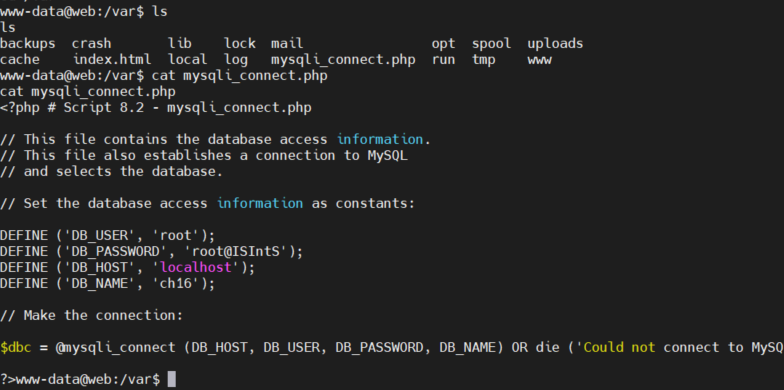 www-data@web:/var$ ls
ls
backups  crash       lib    lock  mail                opt  spool  uploads
cache    index.html  local  log   mysqli_connect.php  run  tmp    www
www-data@web:/var$ cat mysqli_connect.php
cat mysqli_connect.php
<?php # Script 8.2 - mysqli_connect.php
// This file contains the database access information.
// This file also establishes a connection to MySQL
// and selects the database.
// Set the database access information as constants:
DEFINE ('DB_USER', 'root');
DEFINE ('DB_PASSWORD', 'root@ISIntS');
DEFINE ('DB_HOST', 'localhost');
DEFINE ('DB_NAME', 'ch16');
// Make the connection:
$dbc = @mysqli_connect (DB_HOST, DB_USER, DB_PASSWORD, DB_NAME) OR die ('Could not connect to MySQ
?>www-data@web:/var$